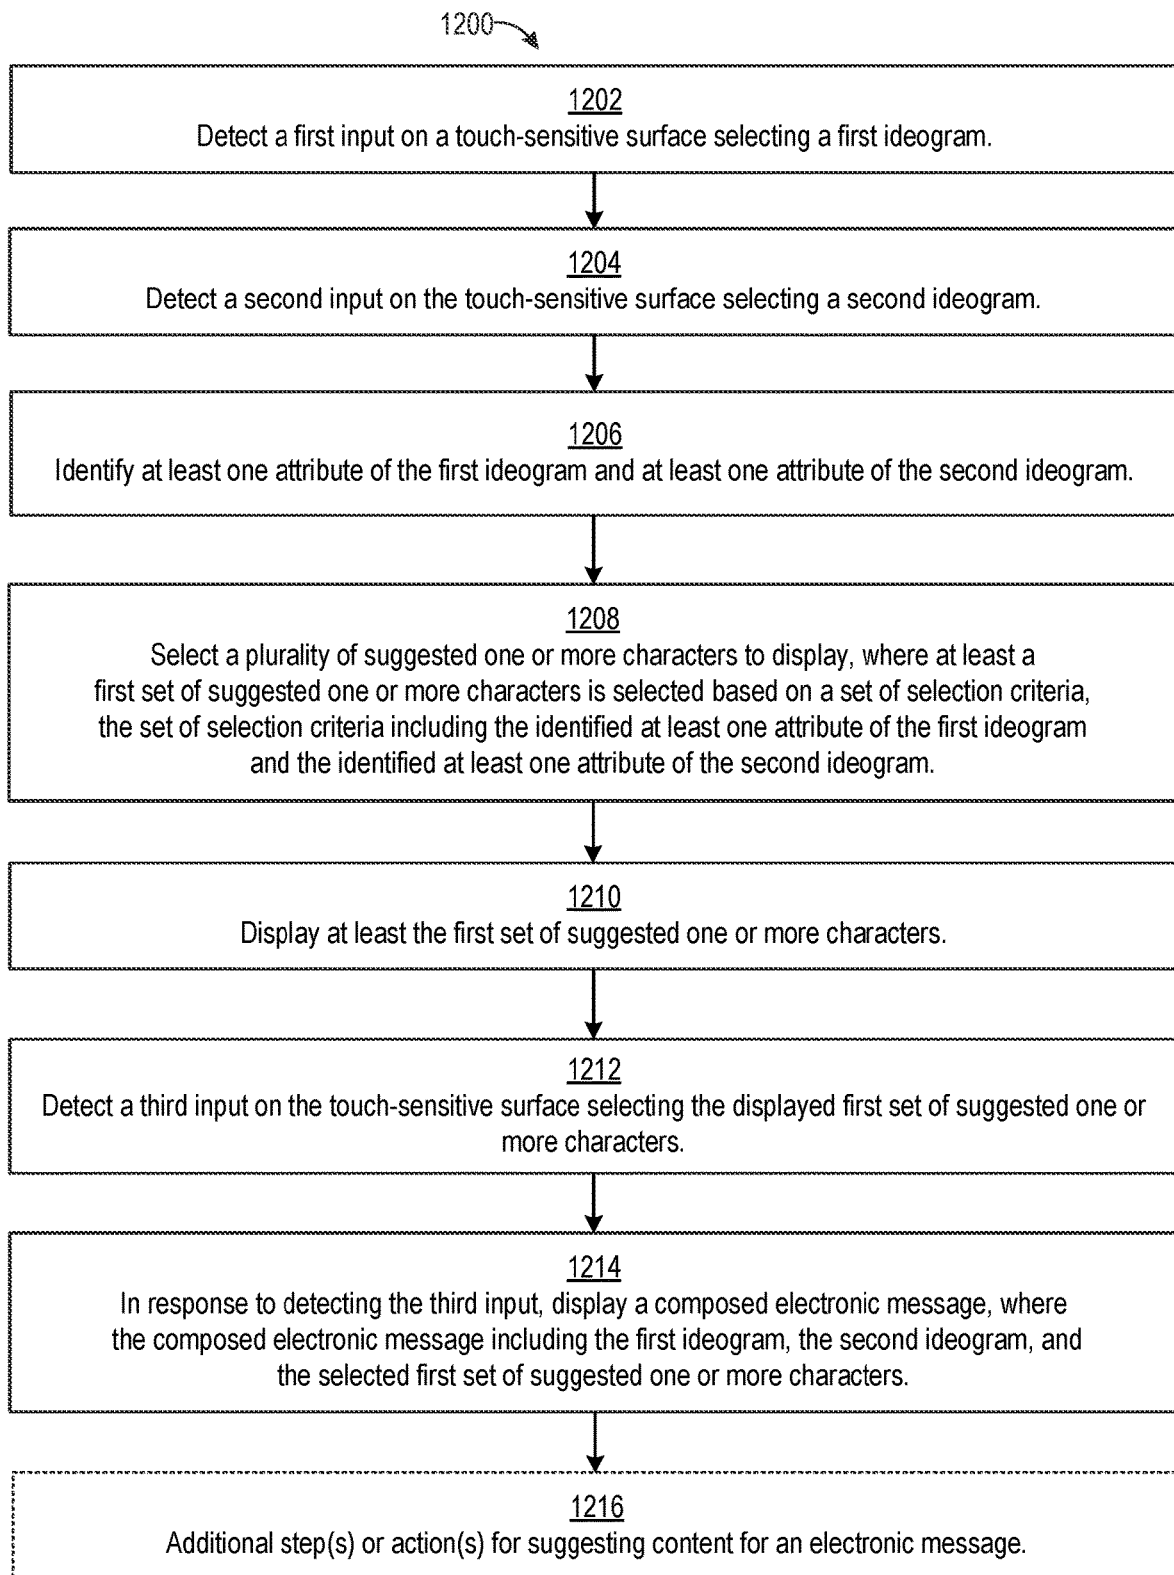 1200
1202
Detect a first input on a touch-sensitive surface selecting a first ideogram.
1204
Detect a second input on the touch-sensitive surface selecting a second ideogram.
1206
Identify at least one attribute of the first ideogram and at least one attribute of the second ideogram.
1208
Select a plurality of suggested one or more characters to display, where at least a
first set of suggested one or more characters is selected based on a set of selection criteria,
the set of selection criteria including the identified at least one attribute of the first ideogram
and the identified at least one attribute of the second ideogram.
1210
Display at least the first set of suggested one or more characters.
1212
Detect a third input on the touch-sensitive surface selecting the displayed first set of suggested one or
more characters.
1214
In response to detecting the third input, display a composed electronic message, where
the composed electronic message including the first ideogram, the second ideogram, and
the selected first set of suggested one or more characters.
1216
Additional step(s) or action(s) for suggesting content for an electronic message.